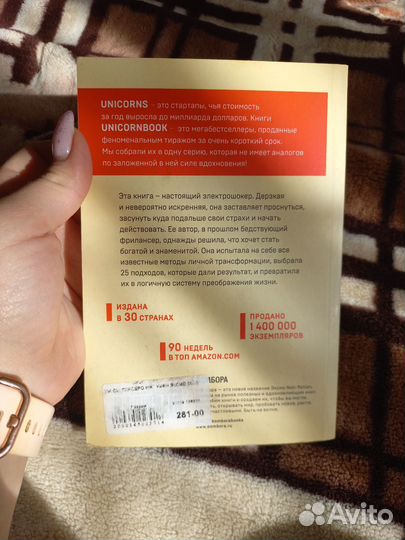 UNICORNS - это стартапы, чья стоимость
за год выросла до миллиарда долларов. Книги
UNICORNBOOK - это мегабестселлеры, проданные
феноменальным тиражом за очень короткий срок.
Мы собрали их в одну серию, которая не имеет аналогов
по заложенной в ней силе вдохновения!
Эта книга – настоящий электрошокер. Дерзкая
и невероятно искренняя, она заставляет проснуться,
засунуть куда подальше свои страхи и начать
действовать. Ее автор, в прошлом бедствующий
фрилансер, однажды решила, что хочет стать
богатой и знаменитой. Она испытала на себе все
известные методы личной трансформации, выбрала
25 подходов, которые дали результат, и превратила их
в логичную систему преображения жизни.
ИЗДАНА
В 30 СТРАНАХ
ПРОДАНО
1 400 000
ЭКЗЕМПЛЯРОВ
90 НЕДЕЛЬ
В ТОП AMAZON.COM
МБОРА
281-00
bomborabooks
www.bombora.ru
Avito